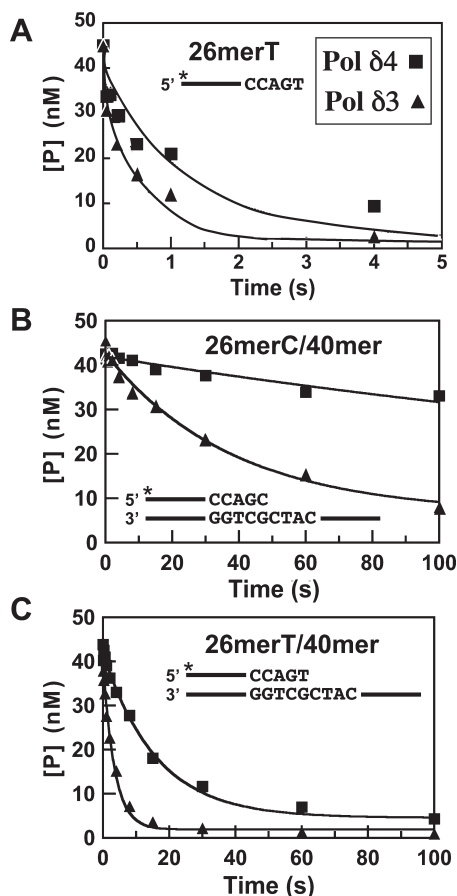 A
26merT
5' * CCAGT
Pol δ4 ■
Pol δ3 ▲
[P] (nM)
50
40
30
20
10
0
0 1 2 3 4 5
Time (s)
B
26merC/40mer
5' * CCAGC
3' GGTCGCTAC
[P] (nM)
50
40
30
20
10
0
0 20 40 60 80 100
Time (s)
C
26merT/40mer
5' * CCAGT
3' GGTCGCTAC
[P] (nM)
50
40
30
20
10
0
0 20 40 60 80 100
Time (s)